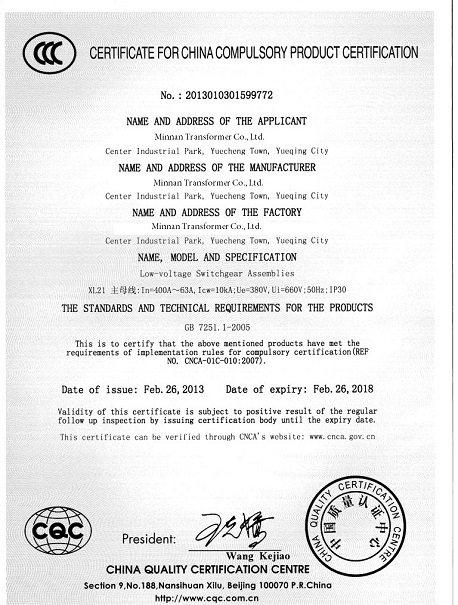 CCC
CERTIFICATE FOR CHINA COMPULSORY PRODUCT CERTIFICATION
No. : 2013010301599772
NAME AND ADDRESS OF THE APPLICANT
Minnan Transformer Co., Ltd.
Center Industrial Park, Yuecheng Town, Yueqing City
NAME AND ADDRESS OF THE MANUFACTURER
Minnan Transformer Co., Ltd.
Center Industrial Park, Yuecheng Town, Yueqing City
NAME AND ADDRESS OF THE FACTORY
Minnan Transformer Co., Ltd.
Center Industrial Park, Yuecheng Town, Yueqing City
NAME, MODEL AND SPECIFICATION
Low-voltage Switchgear Assemblies
XL21 主母线:In=400A~63A,Icw=10kA;Ue=380V,Ui=660V;50Hz;IP30
THE STANDARDS AND TECHNICAL REQUIREMENTS FOR THE PRODUCTS
GB 7251.1-2005
This is to certify that the above mentioned products have met the
requirements of implementation rules for compulsory certification(REF
NO. CNCA-01C-010:2007).
Date of issue: Feb.26,2013 Date of expiry: Feb.26,2018
Validity of this certificate is subject to positive result of the regular
follow up inspection by issuing certification body until the expiry date.
This certificate can be verified through CNCA's website: www.cnca.gov.cn
CQC
President:
Wang Kejiao
CHINA QUALITY CERTIFICATION CENTRE
中国质量认证中心
CHINA QUALITY CERTIFICATION CENTRE
Section 9,No.188,Nansihuan Xilu, Beijing 100070 P.R.China
http://www.cqc.com.cn